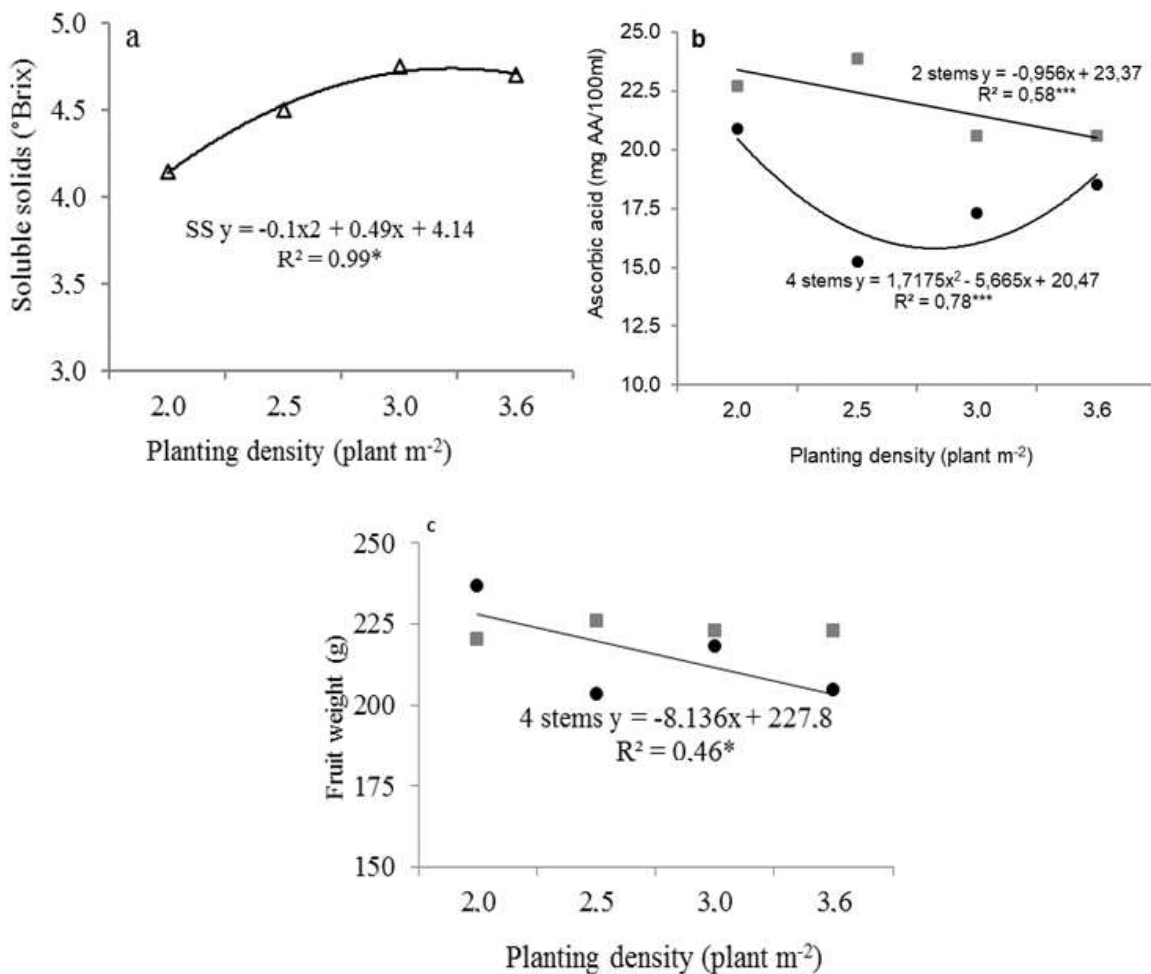 a
5.0
4.5
4.0
3.5
3.0
Soluble solids (°Brix)
SS y = -0.1x2 + 0.49x + 4.14
R² = 0.99*
2.0 2.5 3.0 3.6
Planting density (plant m-2)
b
25.0
22.5
20.0
17.5
15.0
12.5
10.0
Ascorbic acid (mg AA/100ml)
2 stems y = -0,956x + 23,37
R² = 0,58***
4 stems y = 1,7175x² - 5,665x + 20,47
R² = 0,78***
2.0 2.5 3.0 3.6
Planting density (plant m-2)
c
250
225
200
175
150
Fruit weight (g)
4 stems y = -8.136x + 227.8
R² = 0.46*
2.0 2.5 3.0 3.6
Planting density (plant m-2)